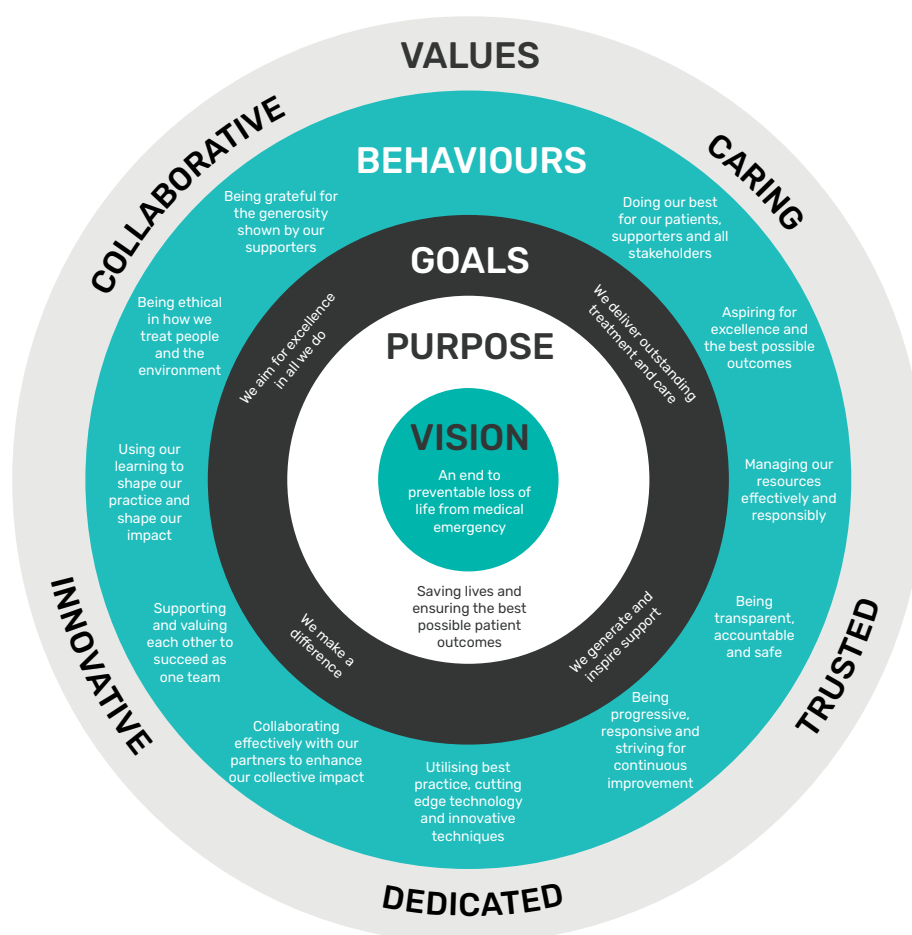 VALUES
COLLABORATIVE
CARING
TRUSTED
DEDICATED
INNOVATIVE
BEHAVIOURS
Doing our best
for our patients,
supporters and all
stakeholders
Aspiring for
excellence and
the best possible
outcomes
Managing our
resources
effectively and
responsibly
Being
transparent,
accountable
and safe
Being
progressive,
responsive and
striving for
continuous
improvement
Utilising best
practice, cutting
edge technology
and innovative
techniques
Collaborating
effectively with our
partners to enhance
our collective impact
Supporting
and valuing
each other to
succeed as
one team
Using our
learning to
shape our
practice and
shape our
impact
Being ethical
in how we
treat people
and the
environment
Being grateful for
the generosity
shown by our
supporters
GOALS
We aim for excellence
in all we do
We deliver outstanding
treatment and care
We generate and
inspire support
We make a
difference
PURPOSE
Saving lives and
ensuring the best
possible patient
outcomes
VISION
An end to
preventable loss of
life from medical
emergency